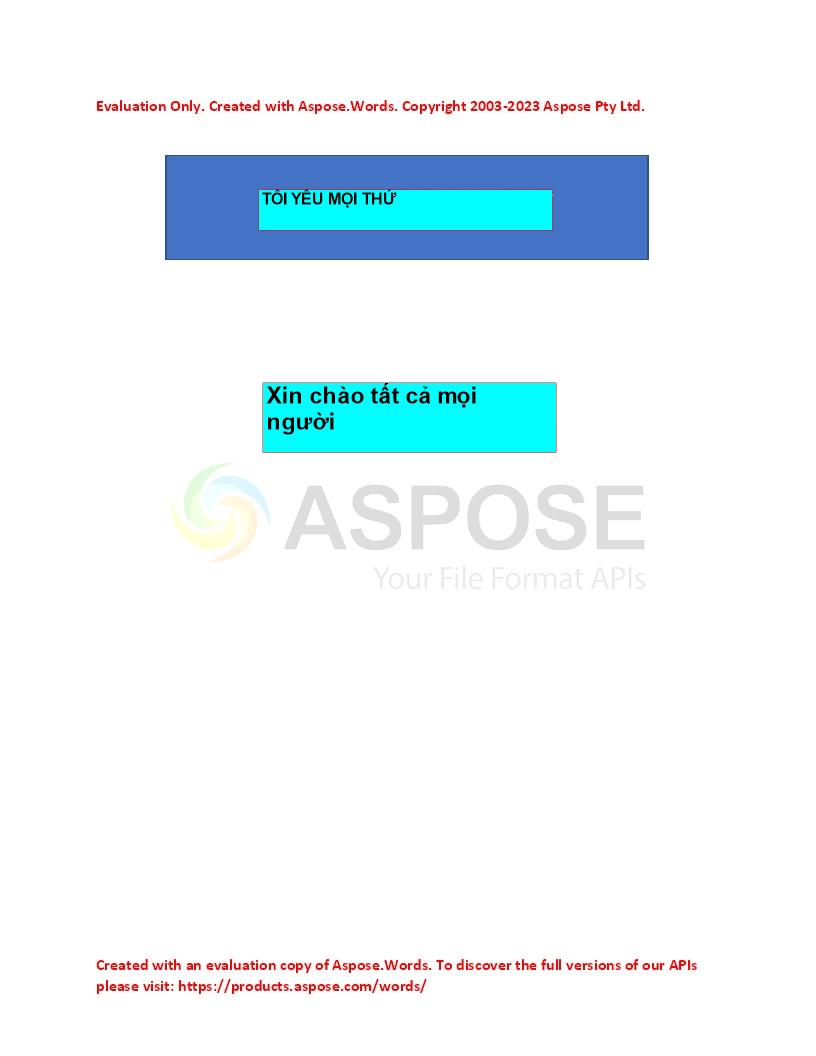 Evaluation Only. Created with Aspose.Words. Copyright 2003-2023 Aspose Pty Ltd.
TÔI YÊU MỌI THỨ
Xin chào tất cả mọi
người
ASPOSE
Your File Format APIs
Created with an evaluation copy of Aspose.Words. To discover the full versions of our APIs
please visit: https://products.aspose.com/words/